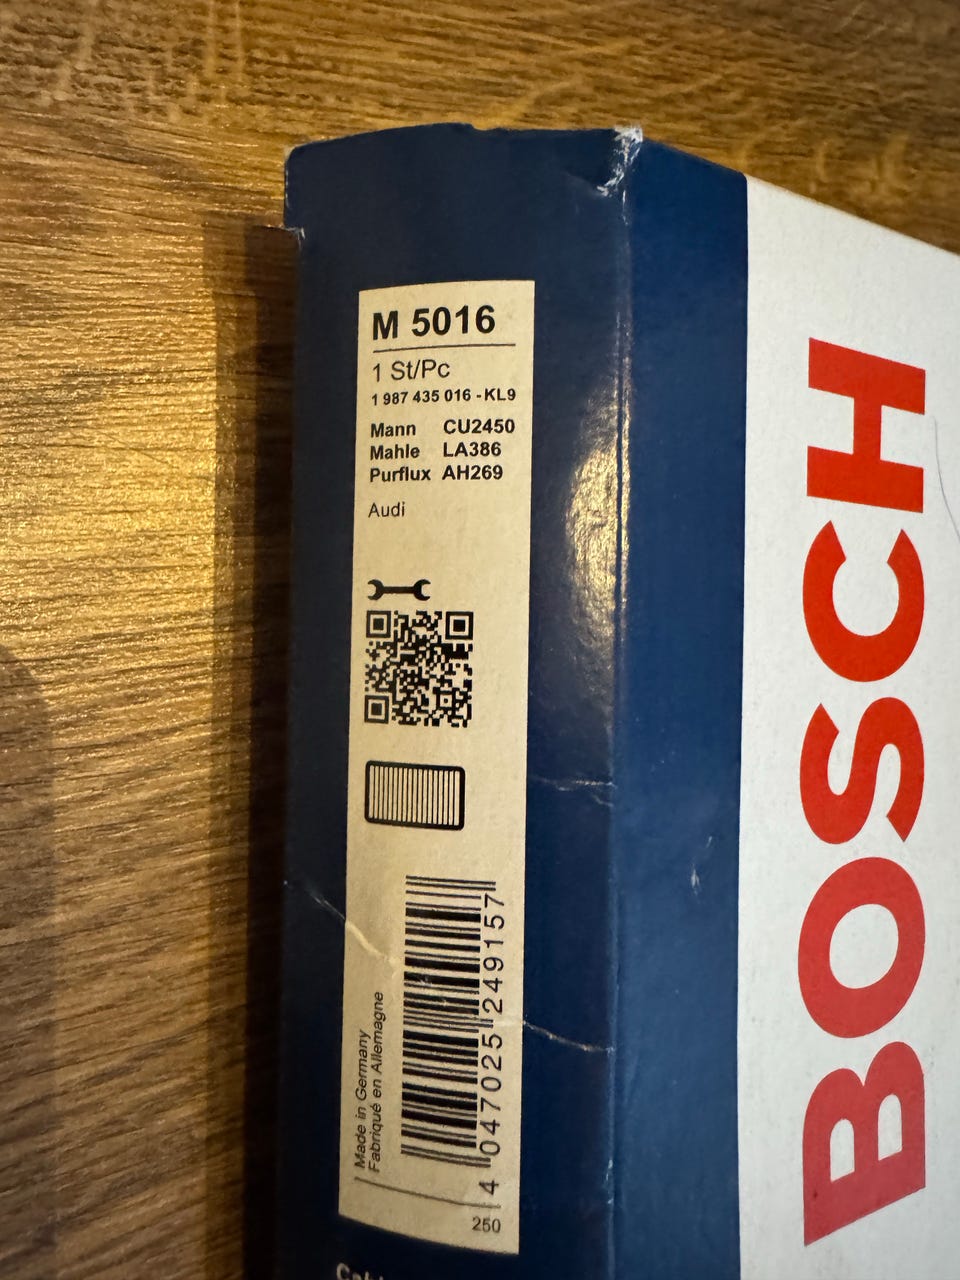 M 5016
1 St/Pc
1 987 435 016 - KL9
Mann CU2450
Mahle LA386
Purflux AH269
Audi
Made in Germany
Fabriqué en Allemagne
4 047025 249157
250
BOSCH